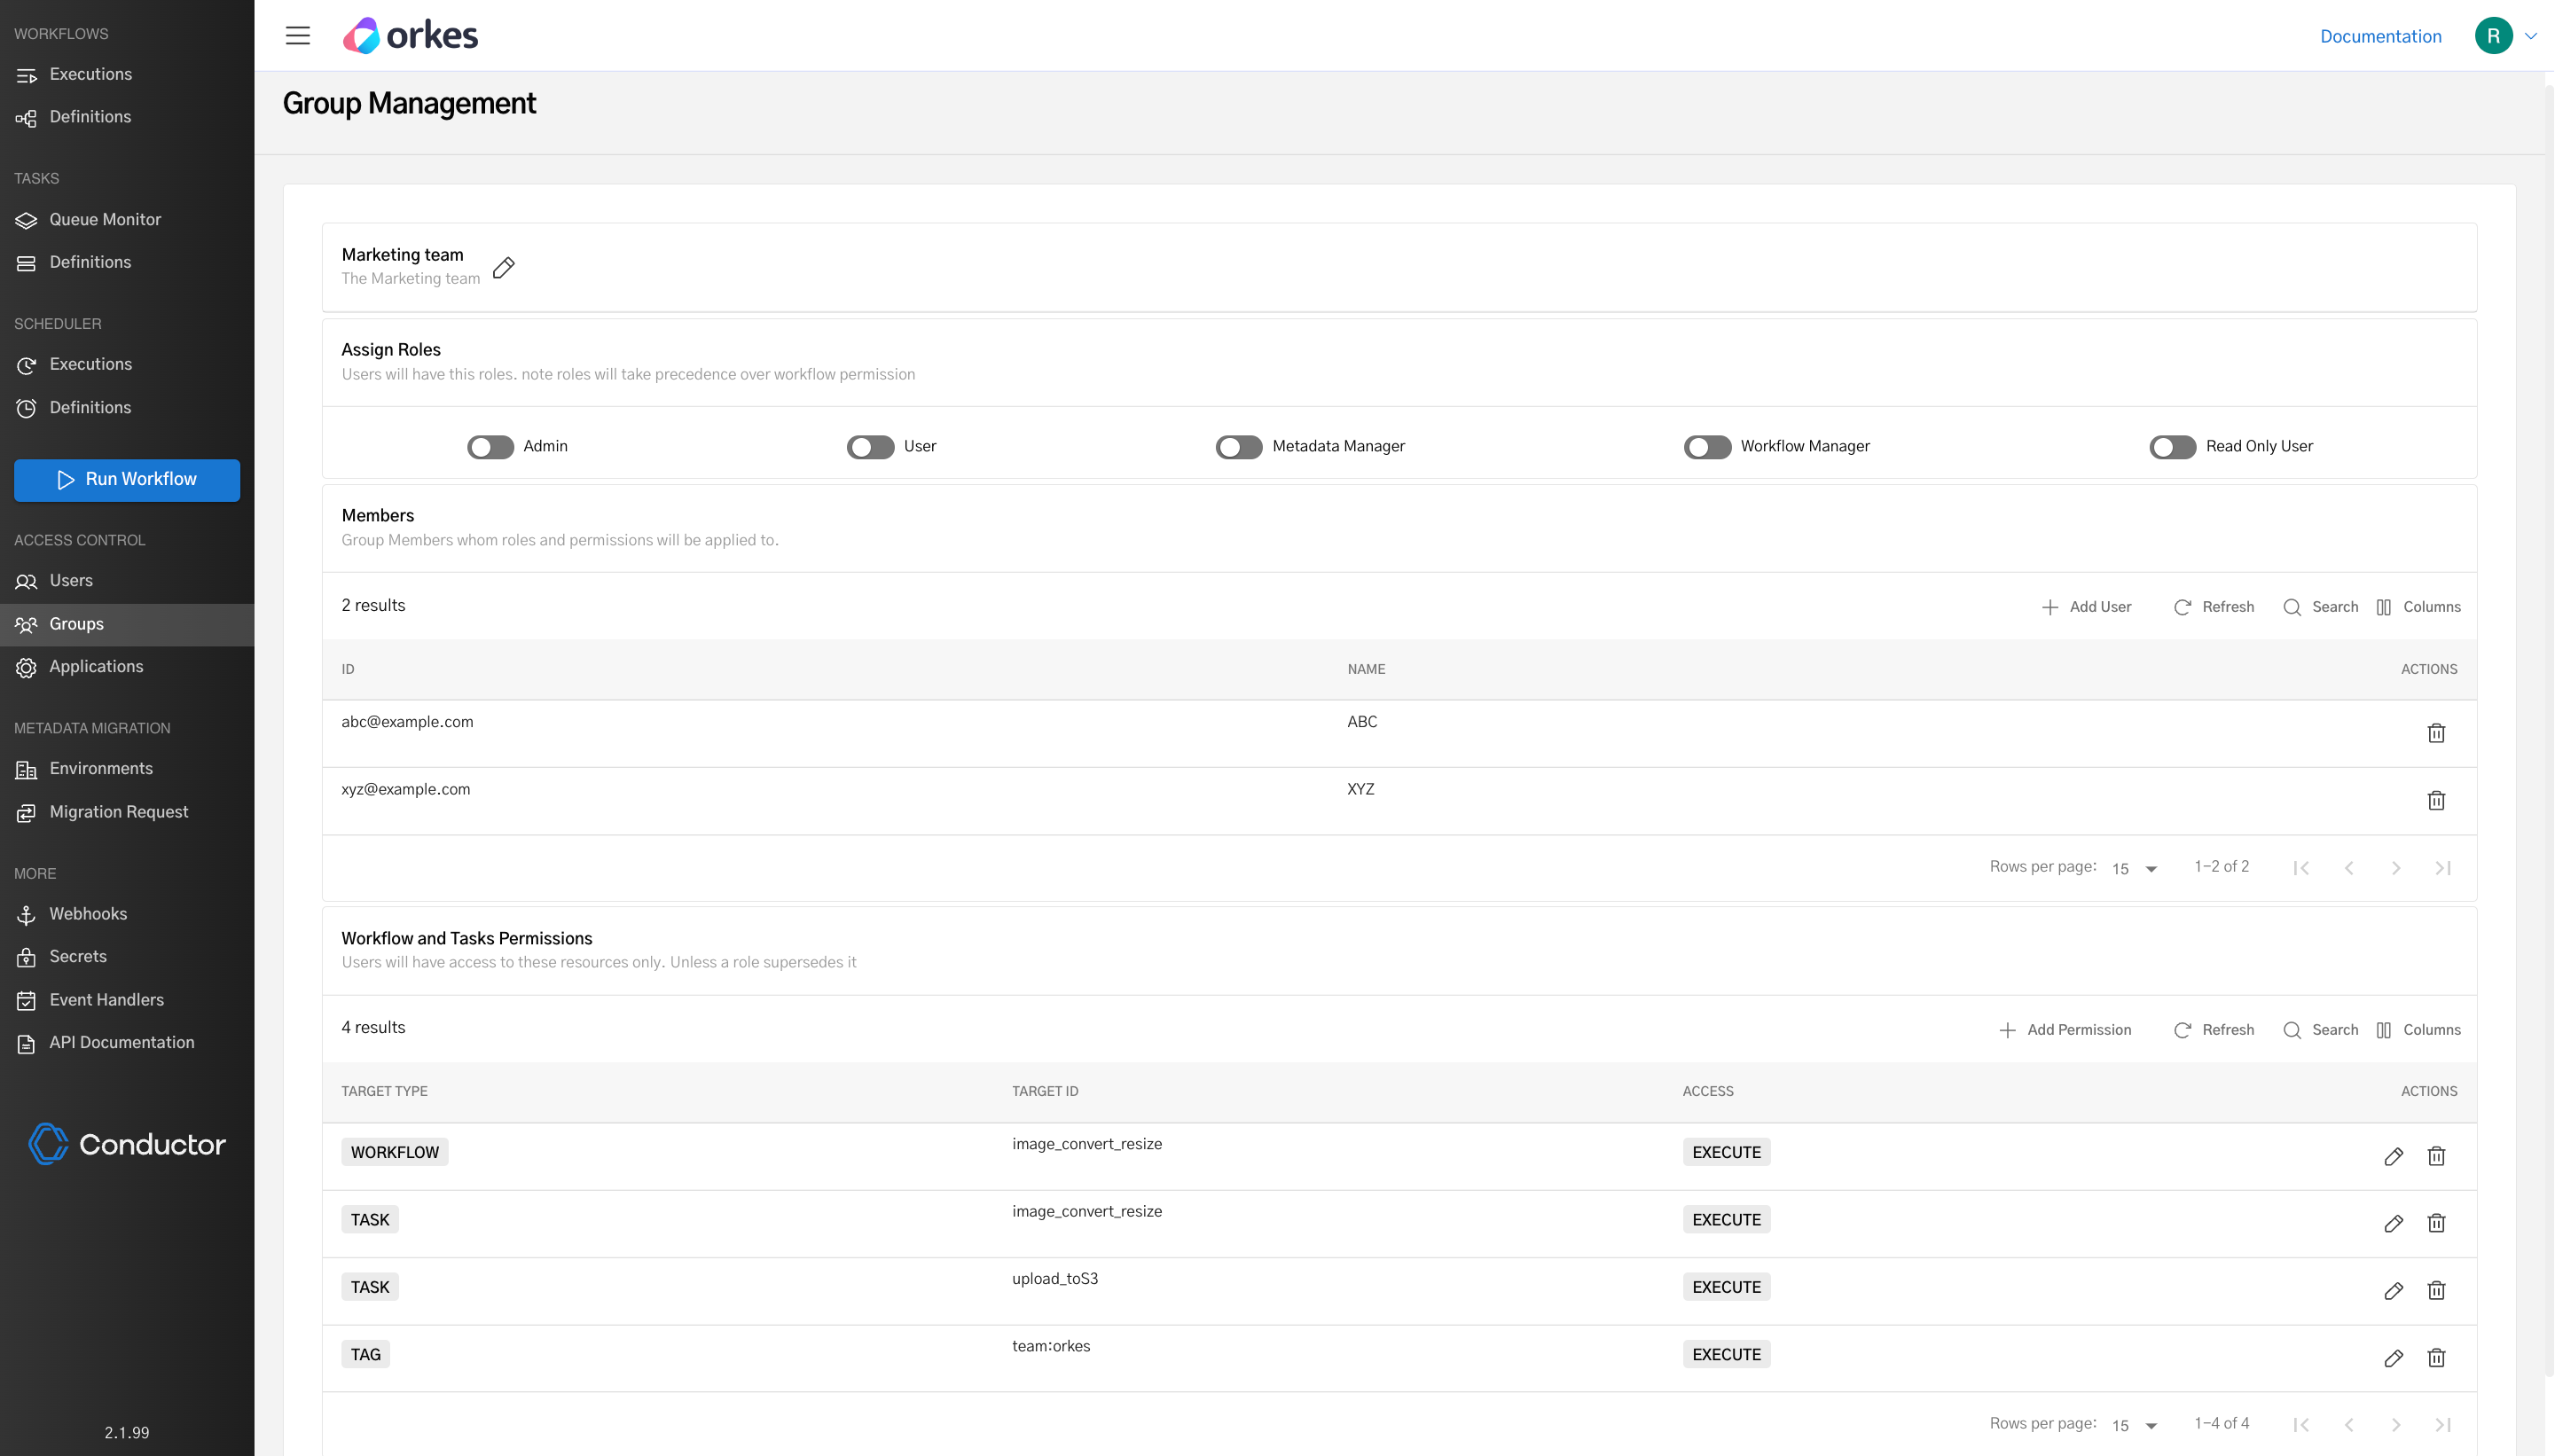 WORKFLOWS
Executions
Definitions
TASKS
Queue Monitor
Definitions
SCHEDULER
Executions
Definitions
Run Workflow
ACCESS CONTROL
Users
Groups
Applications
METADATA MIGRATION
Environments
Migration Request
MORE
Webhooks
Secrets
Event Handlers
API Documentation
Conductor
2.1.99
orkes
Documentation
R
Group Management
Marketing team
The Marketing team
Assign Roles
Users will have this roles. note roles will take precedence over workflow permission
Admin User Metadata Manager Workflow Manager Read Only User
Members
Group Members whom roles and permissions will be applied to.
2 results Add User Refresh Search Columns
ID NAME ACTIONS
abc@example.com ABC
xyz@example.com XYZ
Rows per page: 15 1-2 of 2
Workflow and Tasks Permissions
Users will have access to these resources only. Unless a role supersedes it
4 results Add Permission Refresh Search Columns
TARGET TYPE TARGET ID ACCESS ACTIONS
WORKFLOW image_convert_resize EXECUTE
TASK image_convert_resize EXECUTE
TASK upload_toS3 EXECUTE
TAG team:orkes EXECUTE
Rows per page: 15 1-4 of 4